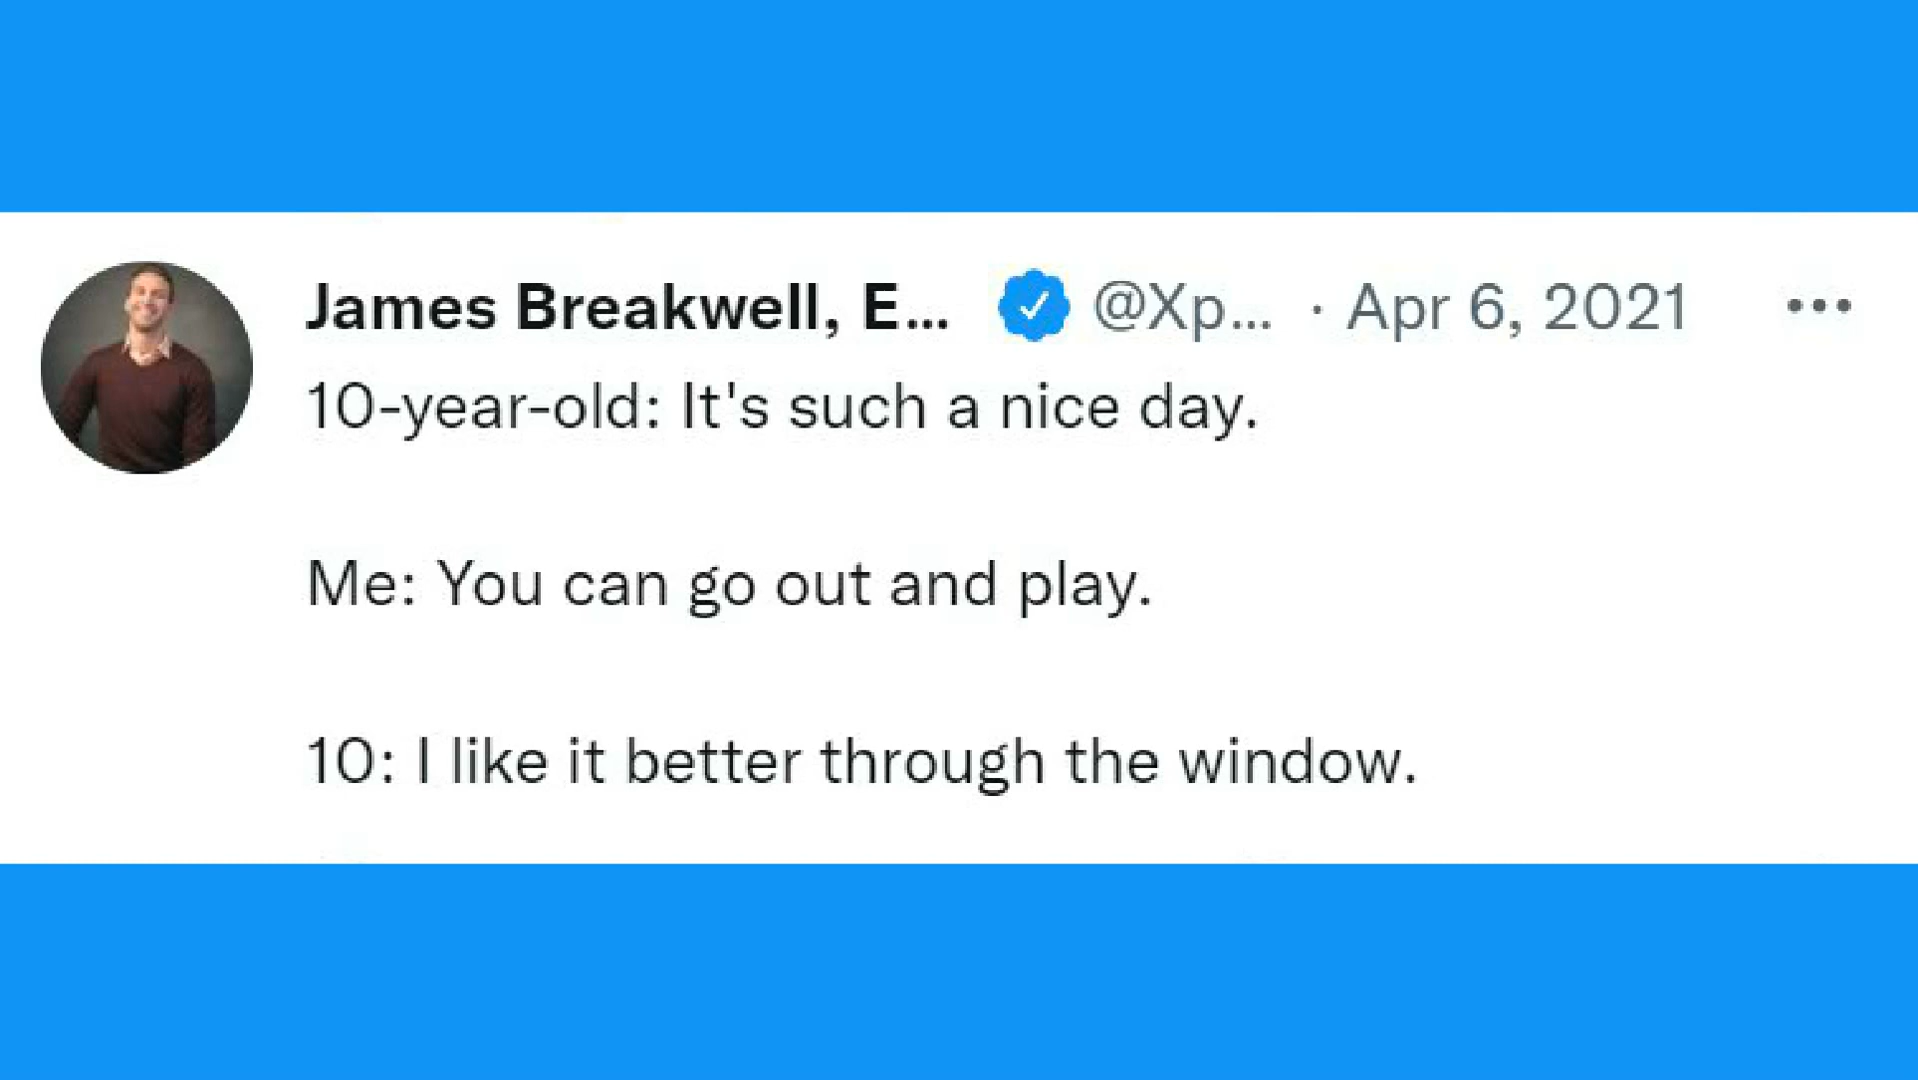 James Breakwell, E... @Xp... · Apr 6, 2021
10-year-old: It's such a nice day.
Me: You can go out and play.
10: I like it better through the window.